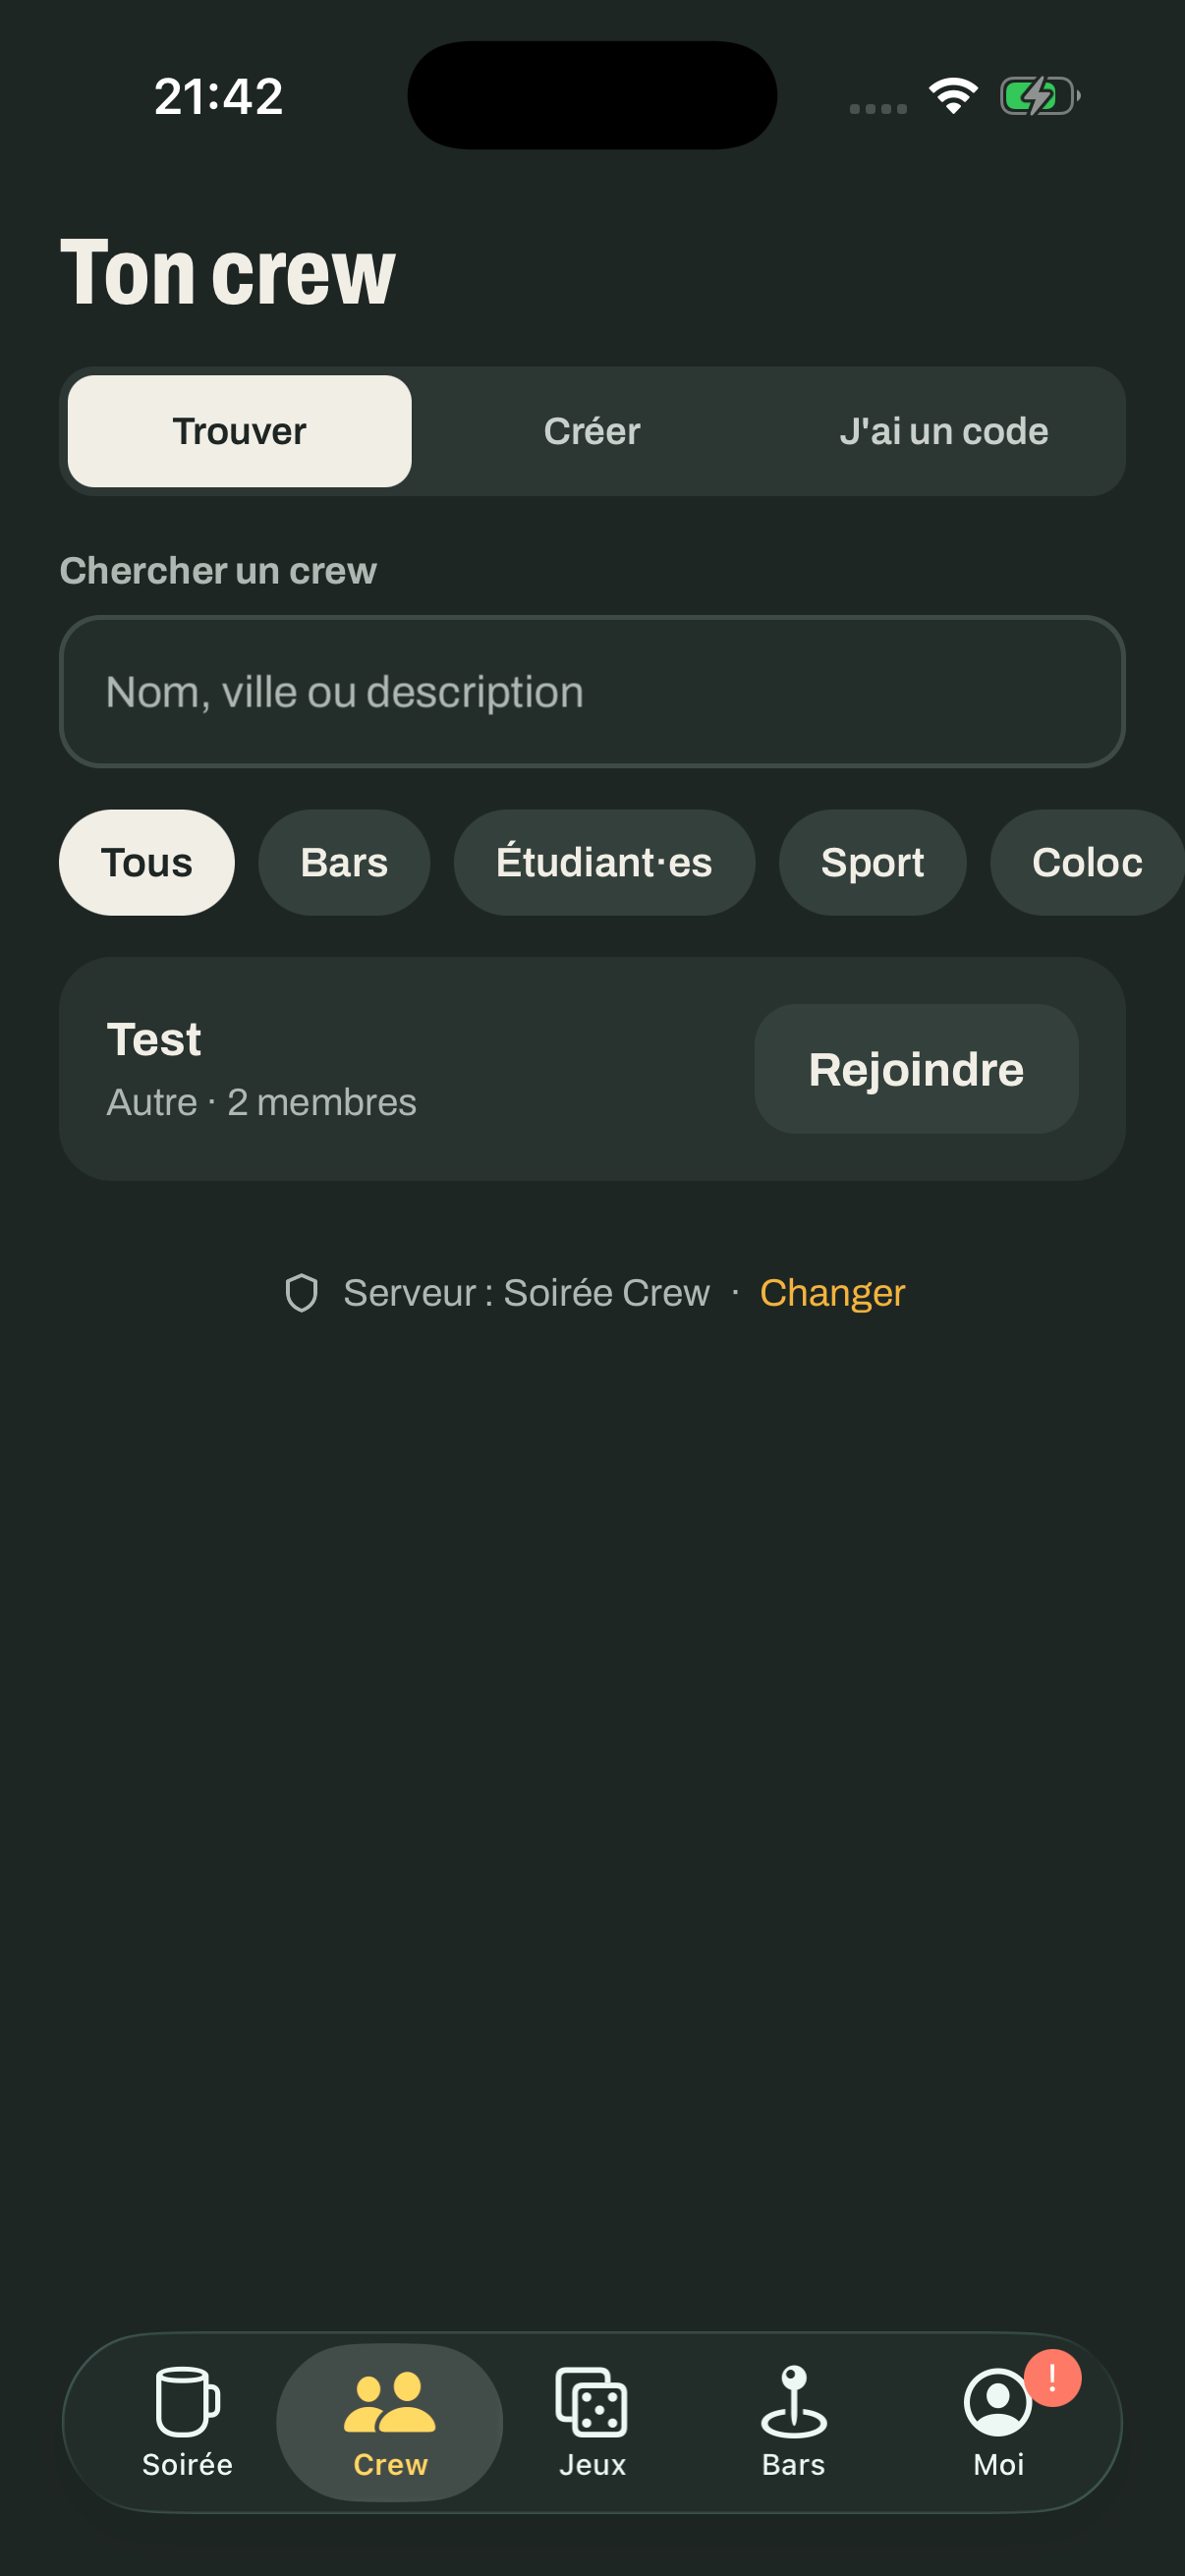 21:42
Ton crew
Trouver Créer J'ai un code
Chercher un crew
Nom, ville ou description
Tous Bars Étudiant·es Sport Coloc
Test
Autre · 2 membres
Rejoindre
Serveur : Soirée Crew · Changer
!
Soirée Crew Jeux Bars Moi